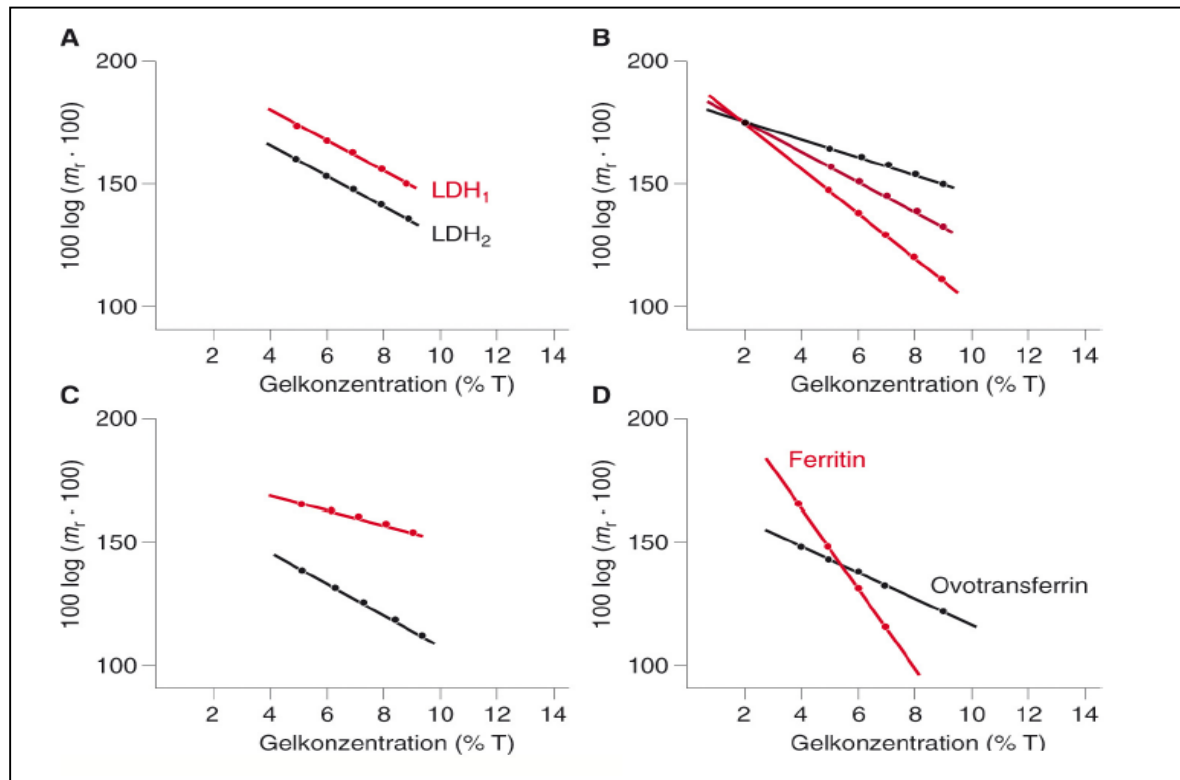 A
200
150
100
100 log (mᵣ · 100)
LDH₁
LDH₂
2 4 6 8 10 12 14
Gelkonzentration (% T)
B
200
150
100
100 log (mᵣ · 100)
2 4 6 8 10 12 14
Gelkonzentration (% T)
C
200
150
100
100 log (mᵣ · 100)
2 4 6 8 10 12 14
Gelkonzentration (% T)
D
200
150
100
100 log (mᵣ · 100)
Ferritin
Ovotransferrin
2 4 6 8 10 12 14
Gelkonzentration (% T)